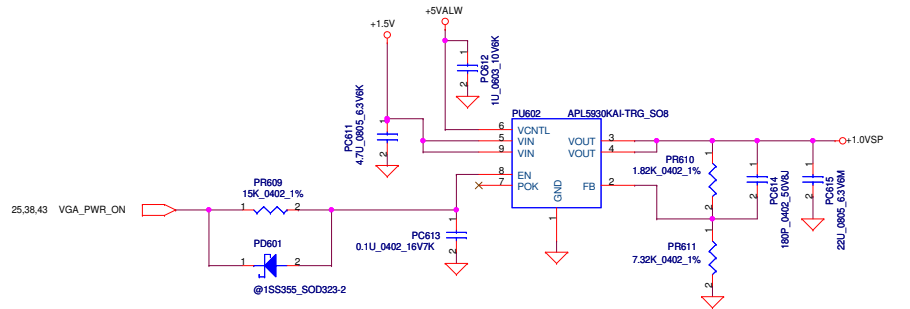 +5VALW
+1.5V
1
2
PC612
1U_0603_10V6K
PU602 APL5930KAI-TRG_SO8
1
2
PC611
4.7U_0805_6.3V6K
6 VCNTL
5 VIN
9 VIN
VOUT 3
VOUT 4
+1.0VSP
8 EN
7 POK
GND
1
FB 2
PR610
1.82K_0402_1%
1
2
1
2
PC614
180P_0402_50V8J
1
2
PC615
22U_0805_6.3V6M
PR609
15K_0402_1%
25,38,43 VGA_PWR_ON
1 2
PD601
1 2
@1SS355_SOD323-2
1
PC613
0.1U_0402_16V7K
2
PR611
7.32K_0402_1%
1
2